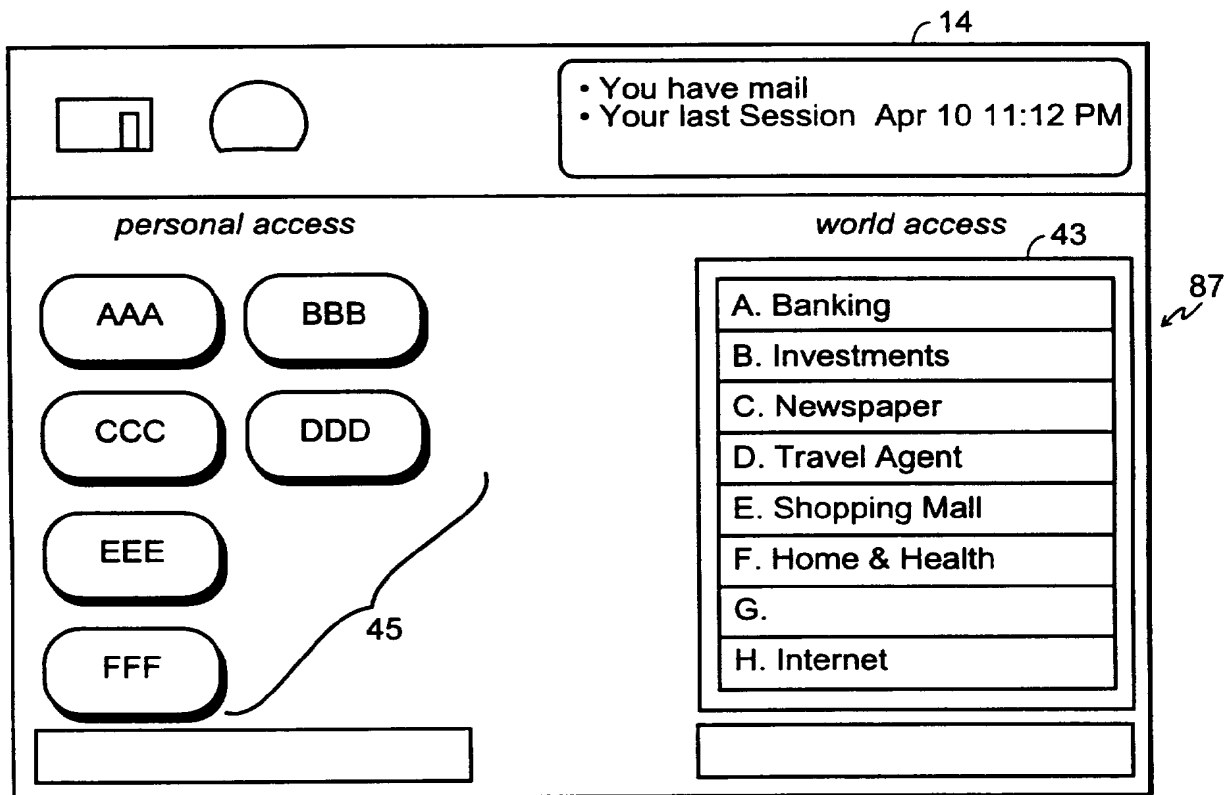 14
• You have mail
• Your last Session Apr 10 11:12 PM
personal access
world access
43
87
AAA
BBB
CCC
DDD
EEE
FFF
45
A. Banking
B. Investments
C. Newspaper
D. Travel Agent
E. Shopping Mall
F. Home & Health
G.
H. Internet